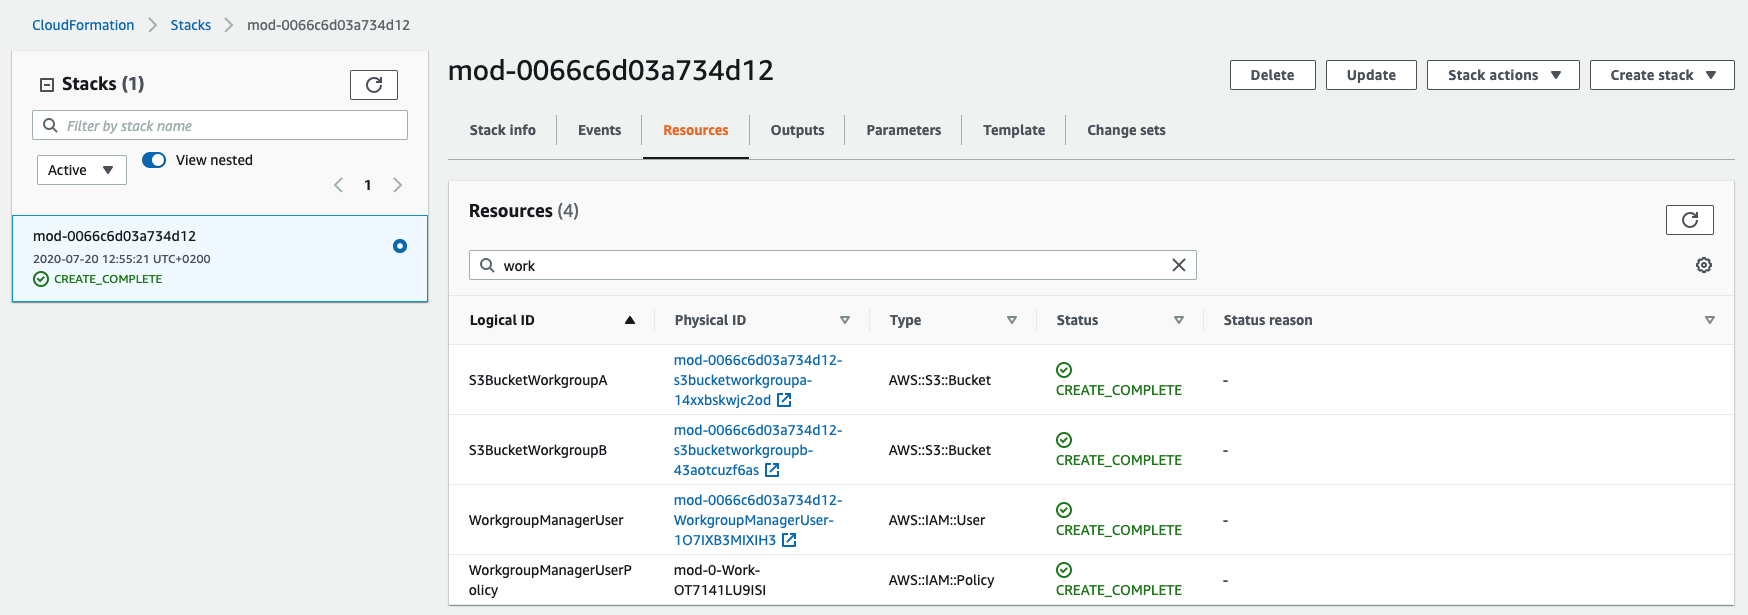 CloudFormation > Stacks > mod-0066c6d03a734d12
Stacks (1)
Filter by stack name
Active
View nested
1
mod-0066c6d03a734d12
2020-07-20 12:55:21 UTC+0200
CREATE_COMPLETE
mod-0066c6d03a734d12
Delete
Update
Stack actions
Create stack
Stack info
Events
Resources
Outputs
Parameters
Template
Change sets
Resources (4)
work
Logical ID
Physical ID
Type
Status
Status reason
S3BucketWorkgroupA
mod-0066c6d03a734d12-
s3bucketworkgroupa-
14xxbskwjc2od
AWS::S3::Bucket
CREATE_COMPLETE
-
S3BucketWorkgroupB
mod-0066c6d03a734d12-
s3bucketworkgroupb-
43aotcuzf6as
AWS::S3::Bucket
CREATE_COMPLETE
-
WorkgroupManagerUser
mod-0066c6d03a734d12-
WorkgroupManagerUser-
1O7IXB3MIXIH3
AWS::IAM::User
CREATE_COMPLETE
-
WorkgroupManagerUserP
olicy
mod-0-Work-
OT7141LU9ISI
AWS::IAM::Policy
CREATE_COMPLETE
-